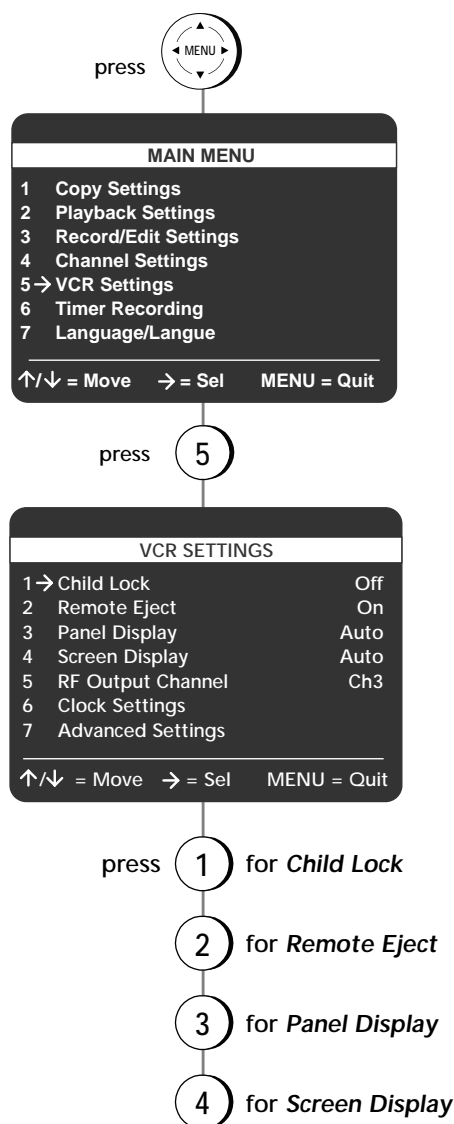 press MENU
MAIN MENU
1 Copy Settings
2 Playback Settings
3 Record/Edit Settings
4 Channel Settings
5→ VCR Settings
6 Timer Recording
7 Language/Langue
↑/↓ = Move → = Sel MENU = Quit
press 5
VCR SETTINGS
1→ Child Lock Off
2 Remote Eject On
3 Panel Display Auto
4 Screen Display Auto
5 RF Output Channel Ch3
6 Clock Settings
7 Advanced Settings
↑/↓ = Move → = Sel MENU = Quit
press 1 for Child Lock
2 for Remote Eject
3 for Panel Display
4 for Screen Display